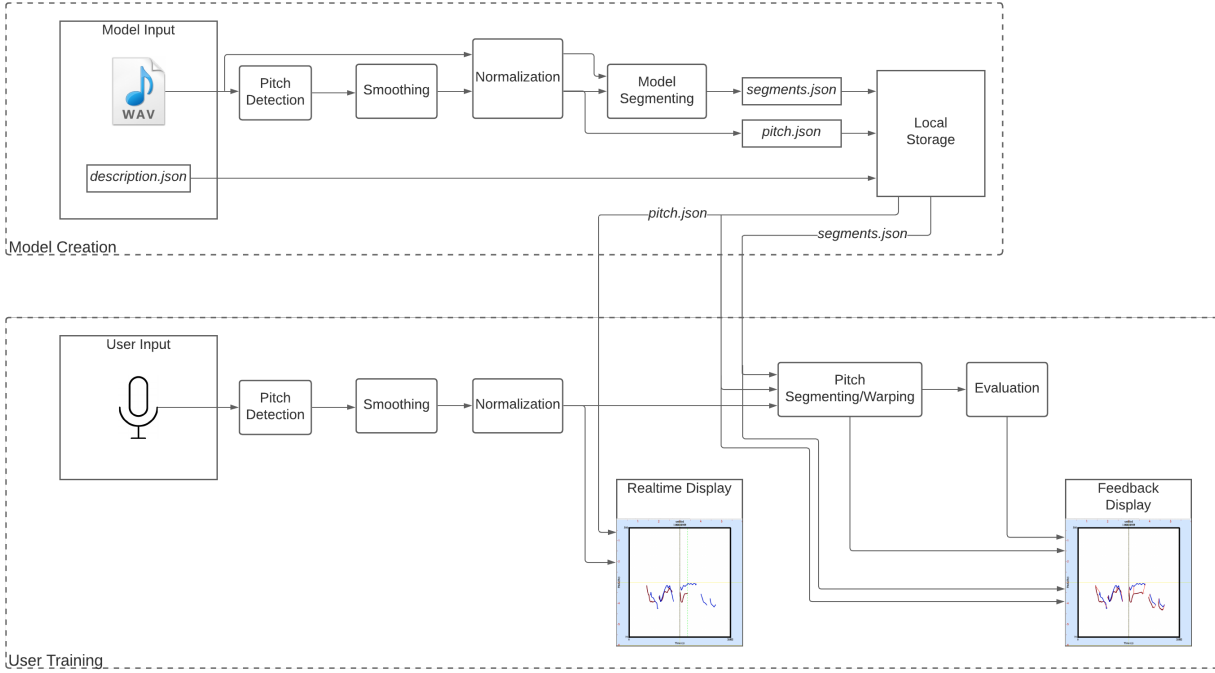 Model Input
WAV
Pitch
Detection
Smoothing
Normalization
Model
Segmenting
segments.json
pitch.json
Local
Storage
description.json
pitch.json
segments.json
Model Creation
User Input
Pitch
Detection
Smoothing
Normalization
Pitch
Segmenting/Warping
Evaluation
Realtime Display
Feedback
Display
User Training